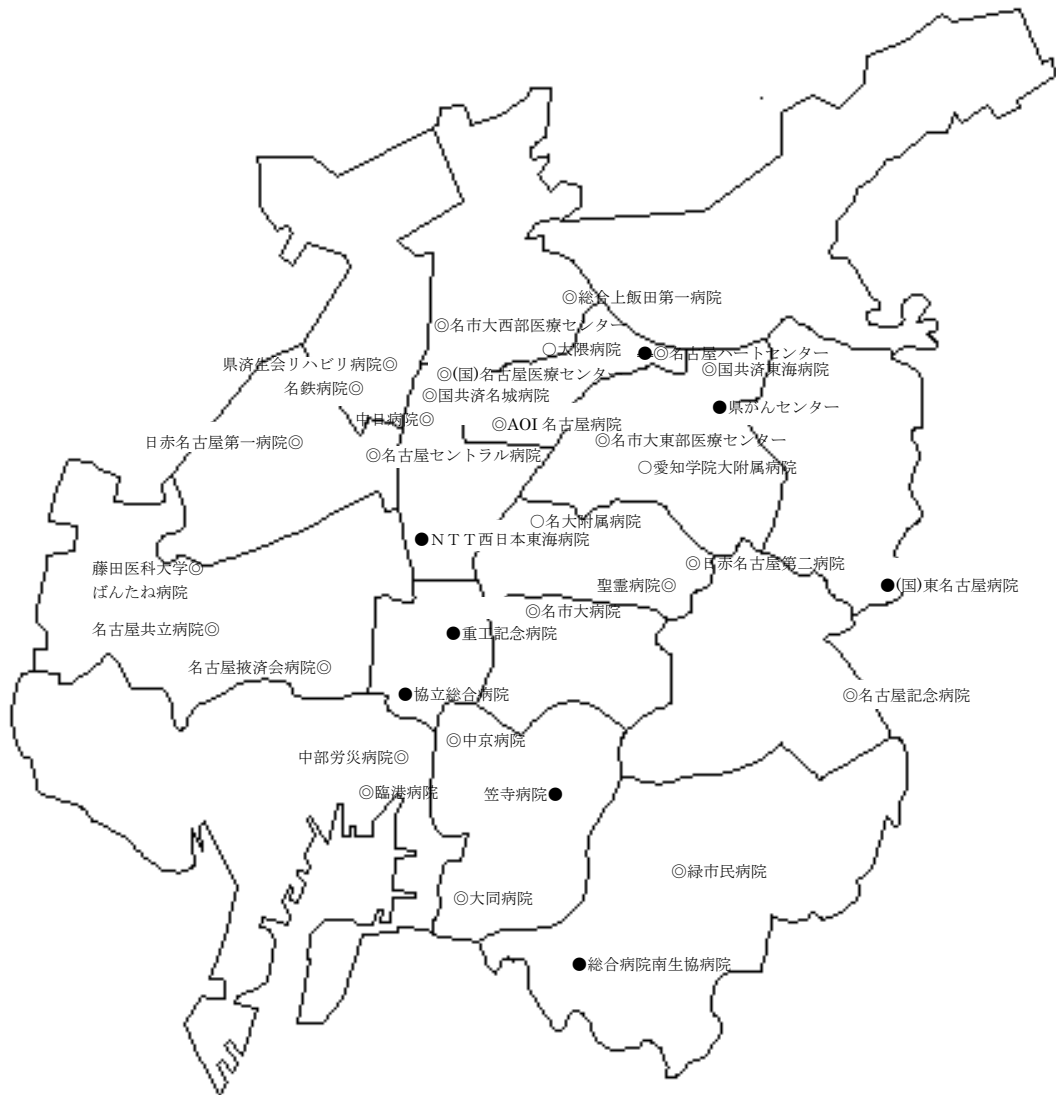 ◎総合上飯田第一病院
◎名市大西部医療センター
○大隈病院
●◎名古屋ハートセンター
県済生会リハビリ病院◎
◎国共済東海病院
◎(国)名古屋医療センター
名鉄病院◎
◎国共済名城病院
●県がんセンター
中日病院◎
◎AOI名古屋病院
日赤名古屋第一病院◎
◎名市大東部医療センター
◎名古屋セントラル病院
○愛知学院大附属病院
○名大附属病院
●NTT西日本東海病院
◎日赤名古屋第二病院
藤田医科大学◎
ばんたね病院
聖霊病院◎
●(国)東名古屋病院
◎名市大病院
名古屋共立病院◎
●重工記念病院
名古屋掖済会病院◎
●協立総合病院
◎名古屋記念病院
◎中京病院
中部労災病院◎
◎臨港病院
笠寺病院●
◎緑市民病院
◎大同病院
●総合病院南生協病院